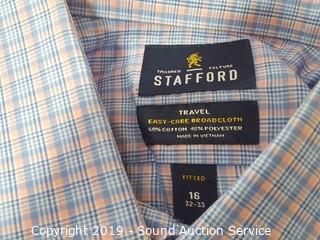 TAILORED CULTURE
STAFFORD
TRAVEL
EASY-CARE BROADCLOTH
60% COTTON 40% POLYESTER
MADE IN VIETNAM
FITTED
16
32-33
Copyright 2019 - Sound Auction Service